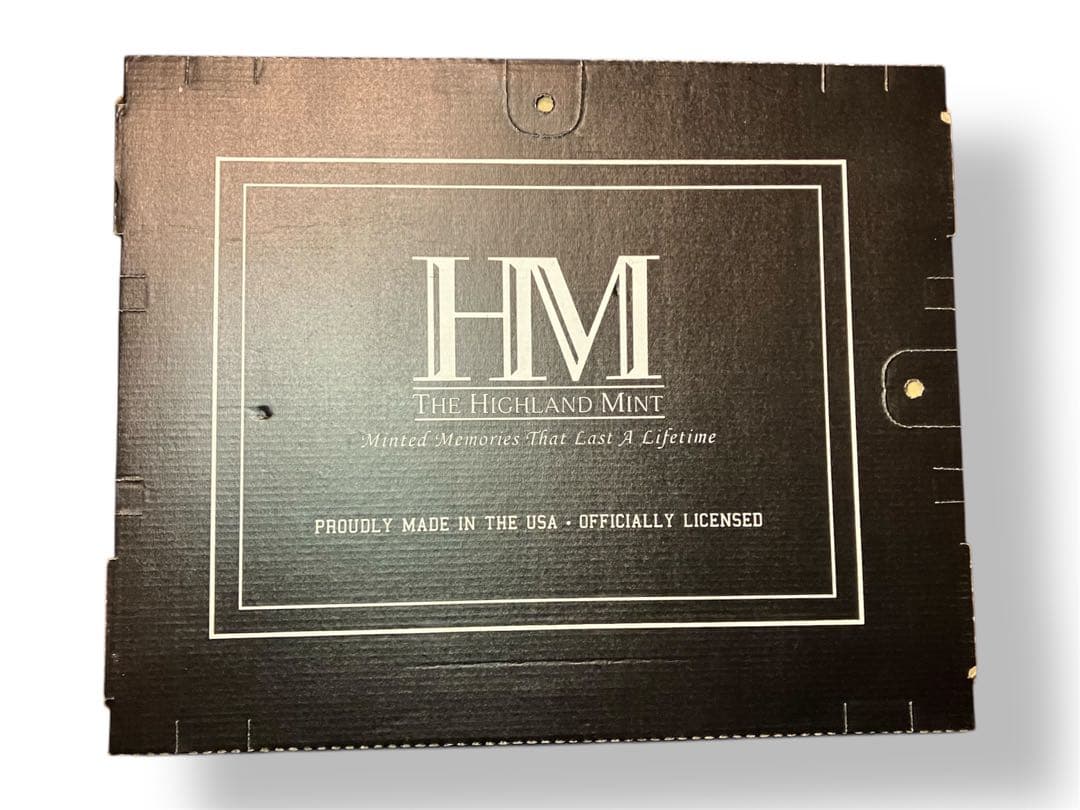 HM
THE HIGHLAND MINT
Minted Memories That Last A Lifetime
PROUDLY MADE IN THE USA • OFFICIALLY LICENSED